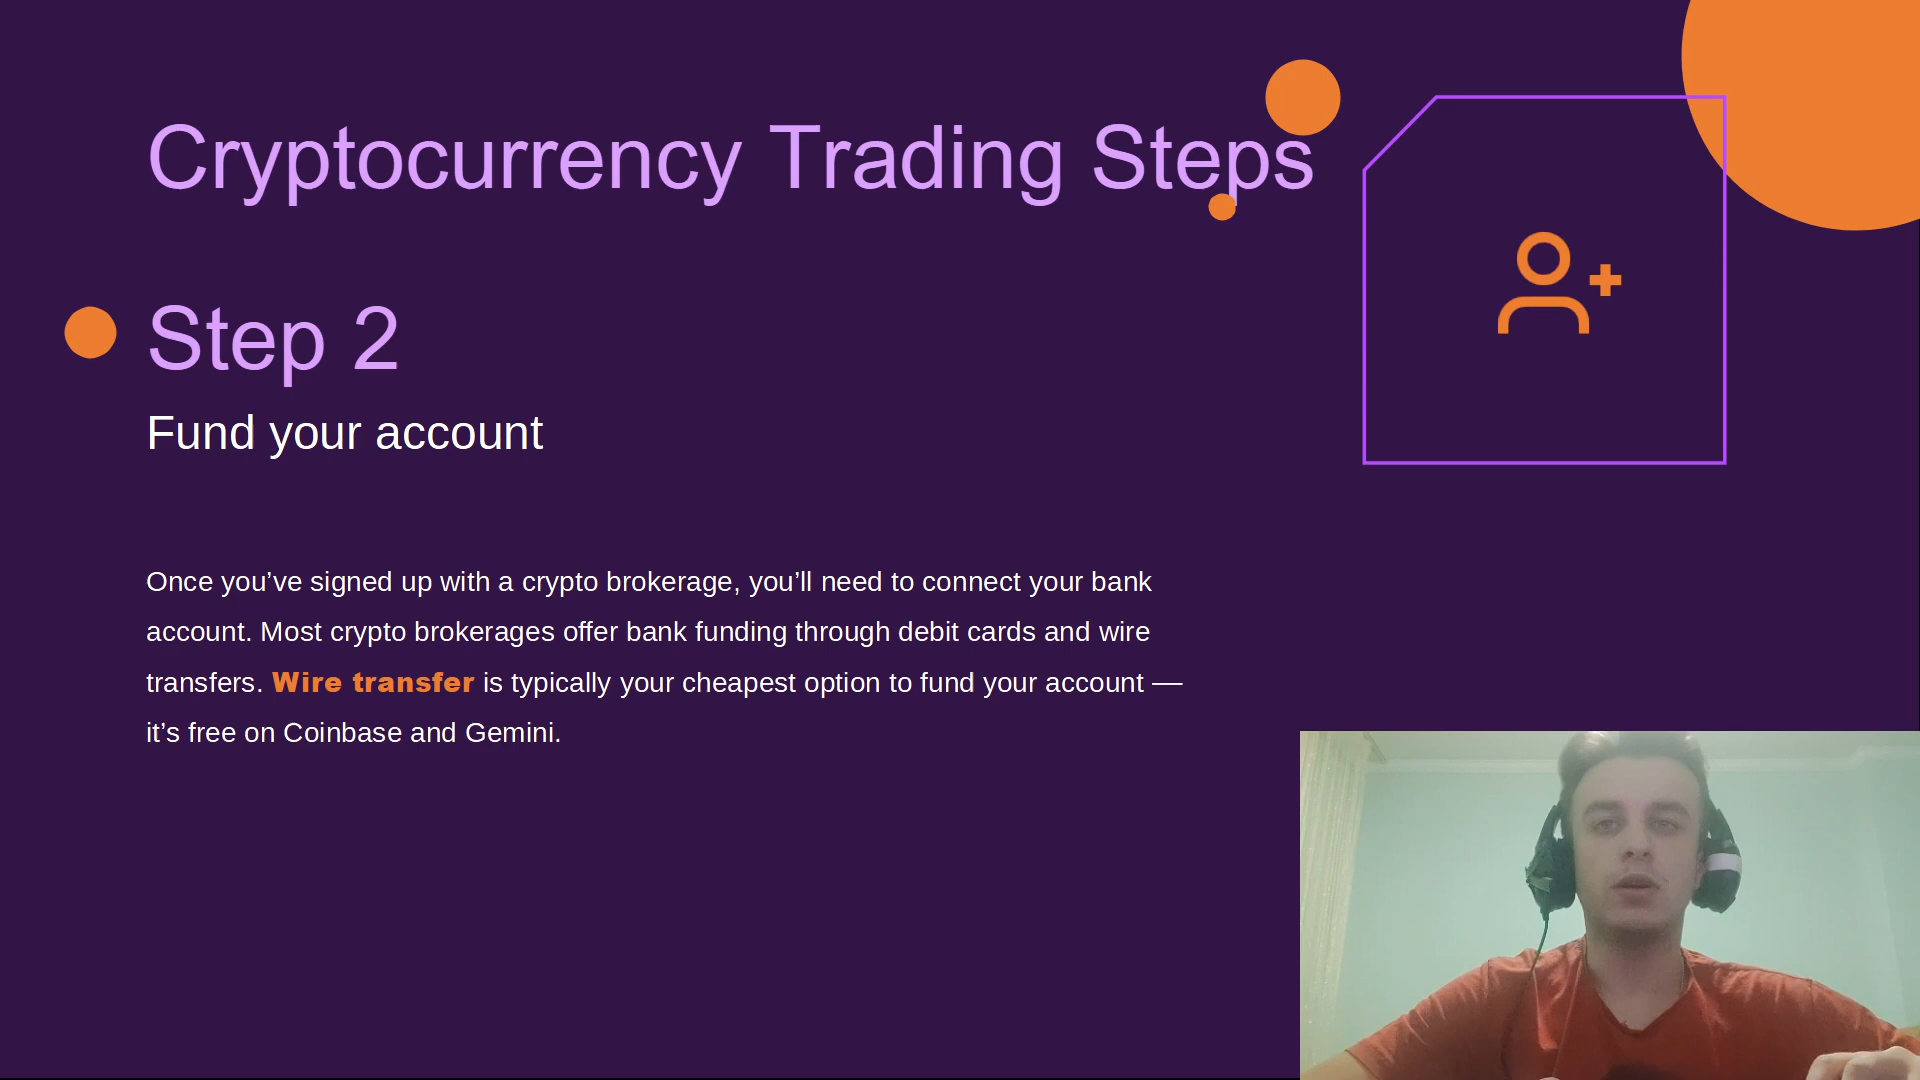 Cryptocurrency Trading Steps
Step 2
Fund your account
Once you’ve signed up with a crypto brokerage, you’ll need to connect your bank
account. Most crypto brokerages offer bank funding through debit cards and wire
transfers. Wire transfer is typically your cheapest option to fund your account —
it’s free on Coinbase and Gemini.